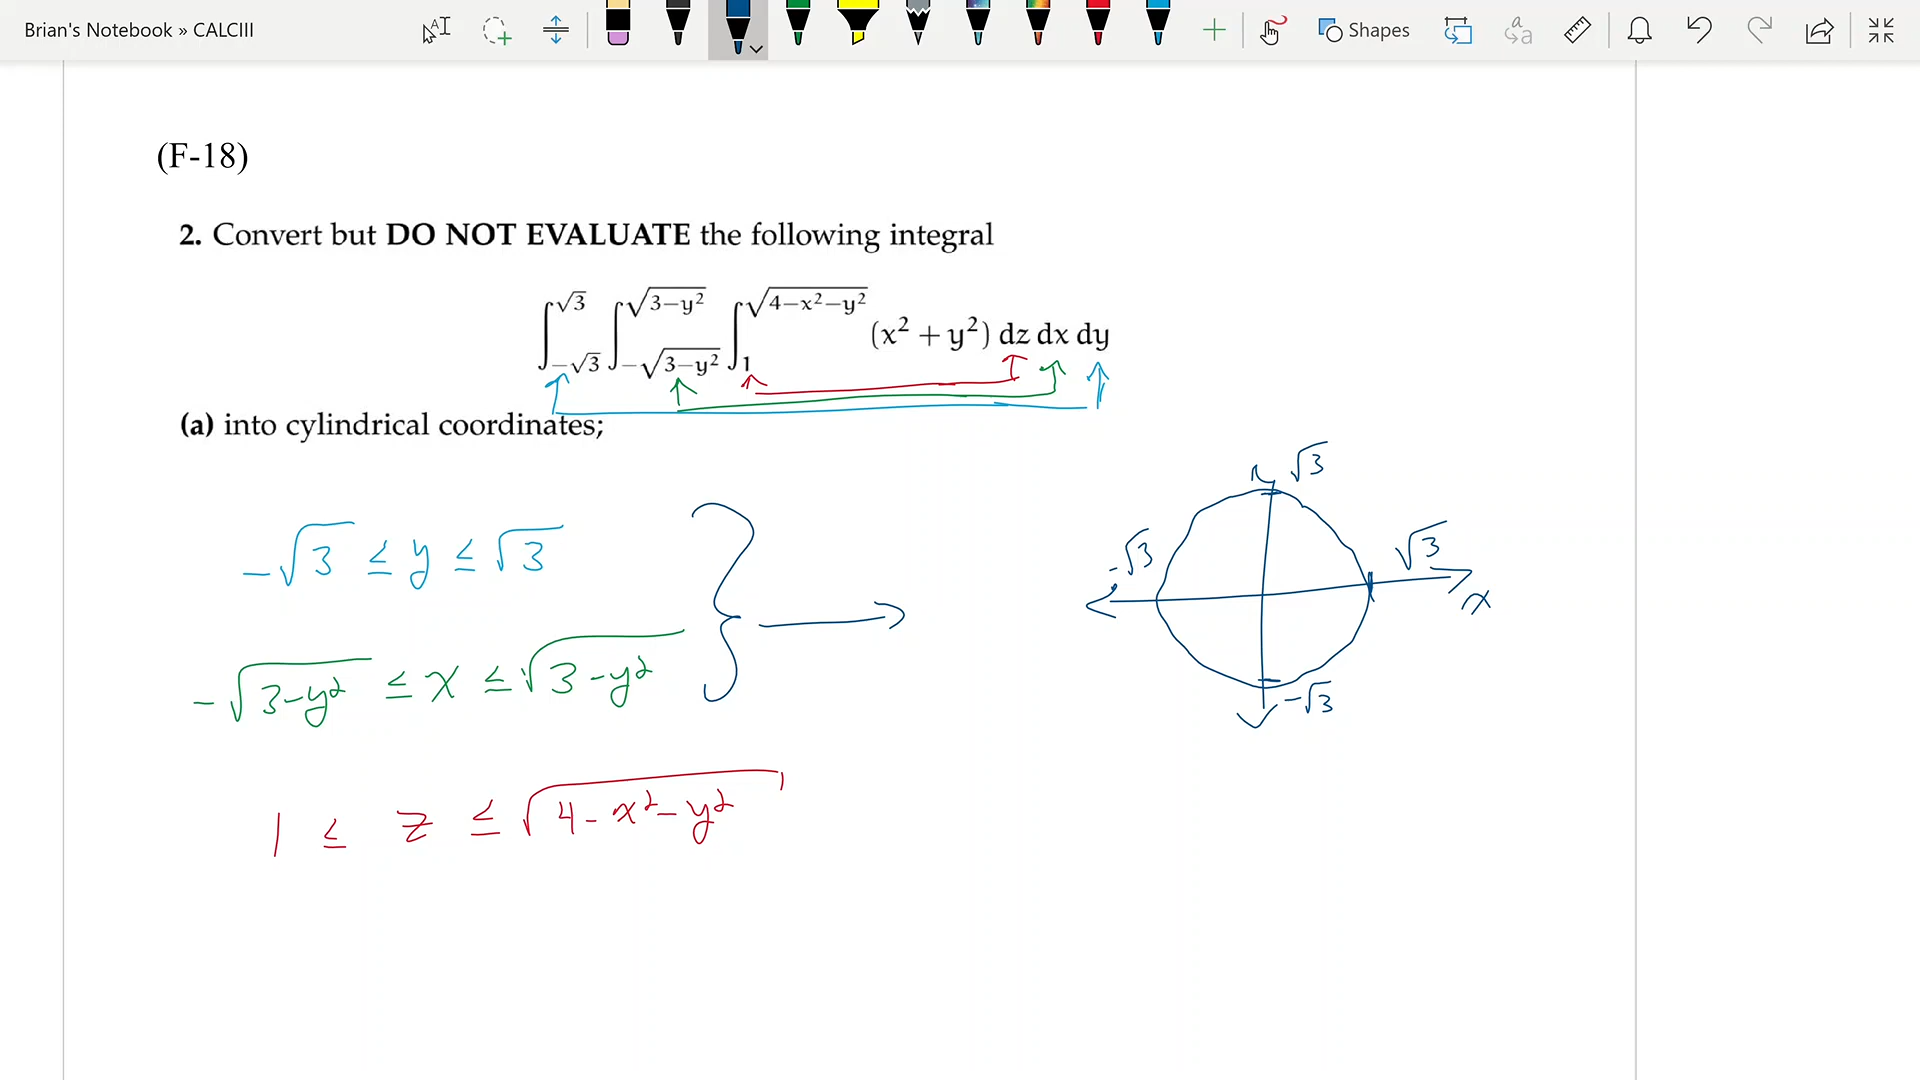 Brian's Notebook » CALCIII
Shapes
(F-18)
2. Convert but DO NOT EVALUATE the following integral
∫_{-√3}^{√3} ∫_{-√(3-y²)}^{√(3-y²)} ∫_1^{√(4-x²-y²)} (x² + y²) dz dx dy
(a) into cylindrical coordinates;
-√3 ≤ y ≤ √3
-√(3-y²) ≤ x ≤ √(3-y²)
1 ≤ z ≤ √(4-x²-y²)
√3
-√3
√3
x
-√3